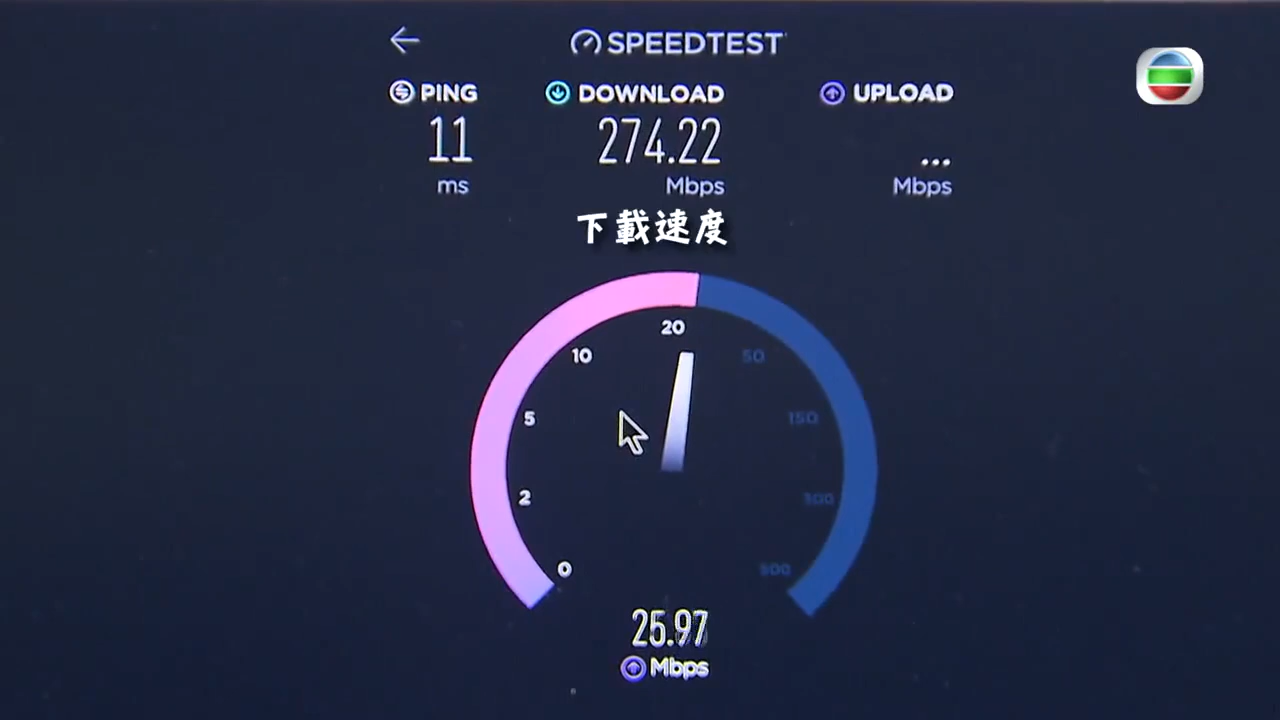 SPEEDTEST
PING DOWNLOAD UPLOAD
11 274.22 ...
ms Mbps Mbps
下載速度
20
10 50
5 150
2 300
0 500
25.97
Mbps